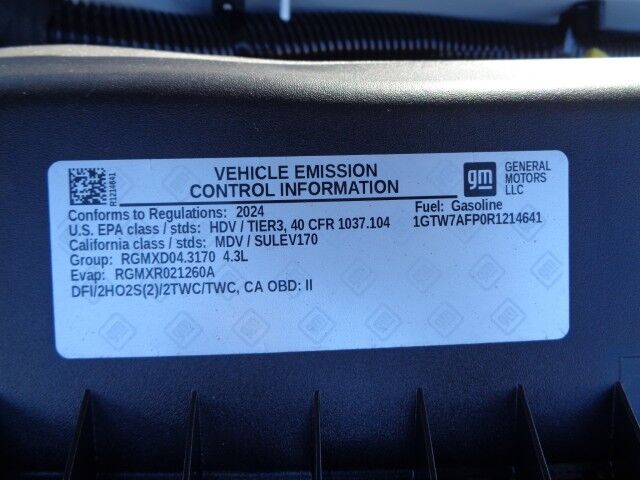 R1214641
VEHICLE EMISSION
CONTROL INFORMATION
gm
GENERAL
MOTORS
LLC
Conforms to Regulations: 2024
Fuel: Gasoline
U.S. EPA class / stds: HDV / TIER3, 40 CFR 1037.104
1GTW7AFP0R1214641
California class / stds: MDV / SULEV170
Group: RGMXD04.3170 4.3L
Evap: RGMXR021260A
DFI/2HO2S(2)/2TWC/TWC, CA OBD: II